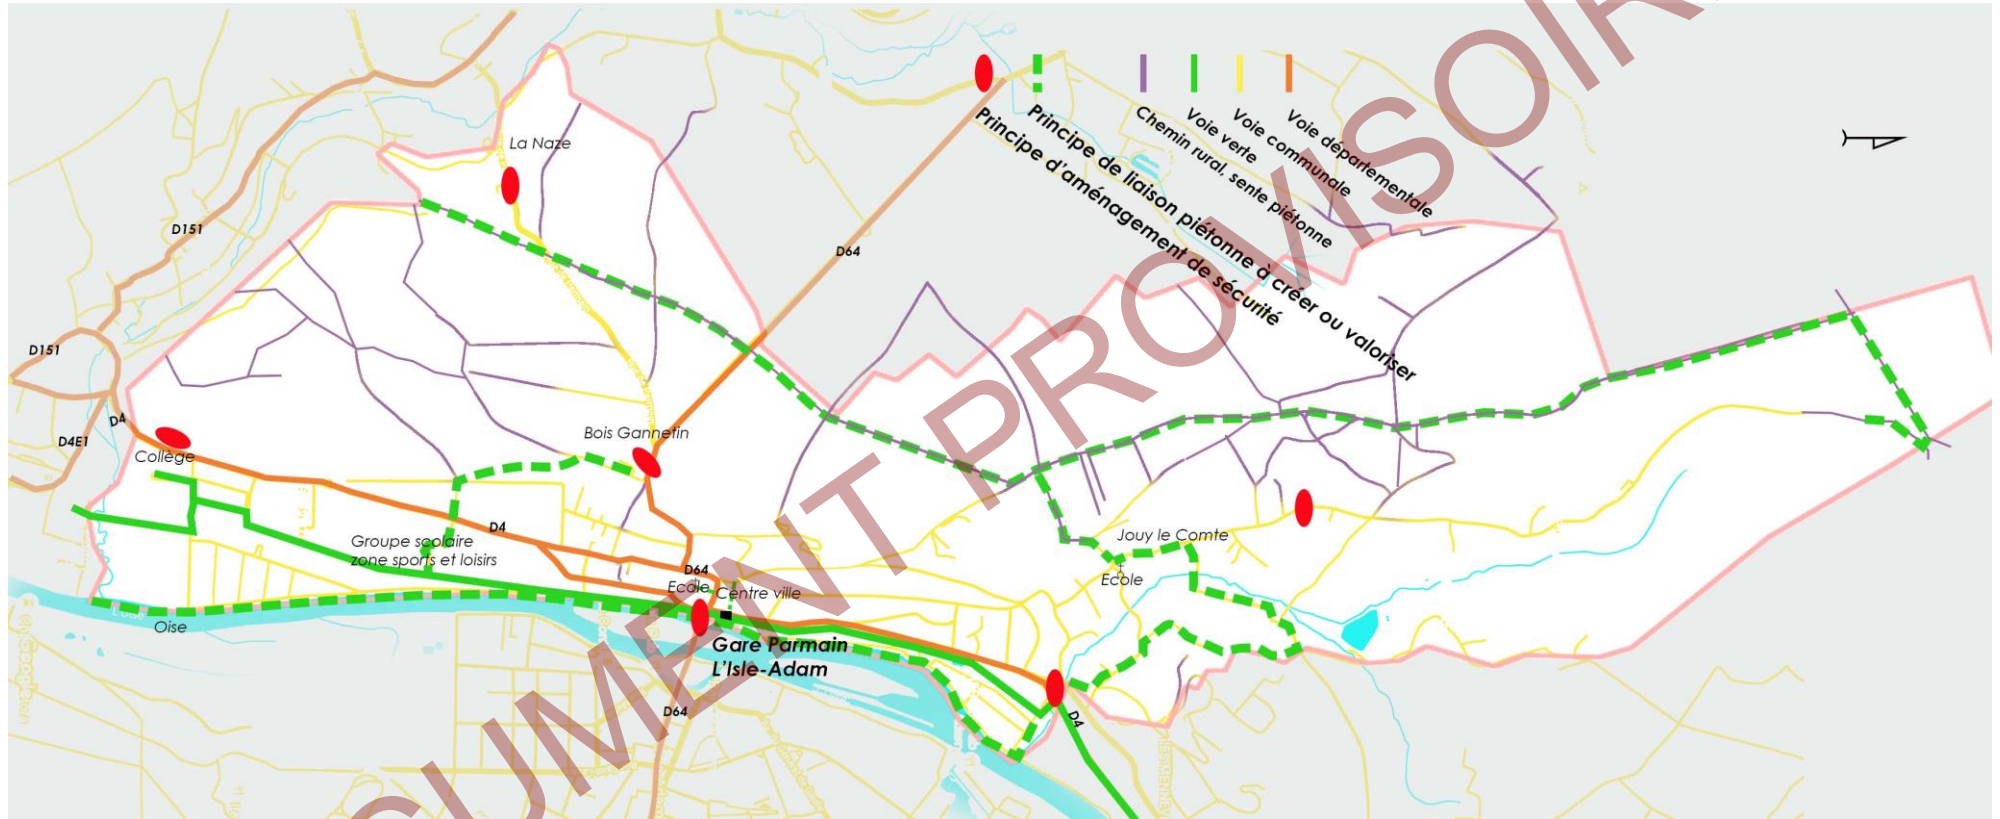 La Naze
D151
D64
D151
D4
D4E1
Collège
Bois Gannetin
D4
Groupe scolaire
zone sports et loisirs
D64
Ecole
Centre ville
Oise
Gare Parmain
L'Isle-Adam
D64
Jouy le Comte
Ecole
D4
Principe d'aménagement de sécurité
Principe de liaison piétonne à créer ou valoriser
Chemin rural, sente piétonne
Voie verte
Voie communale
Voie départementale
CUMENT PROVISOIR